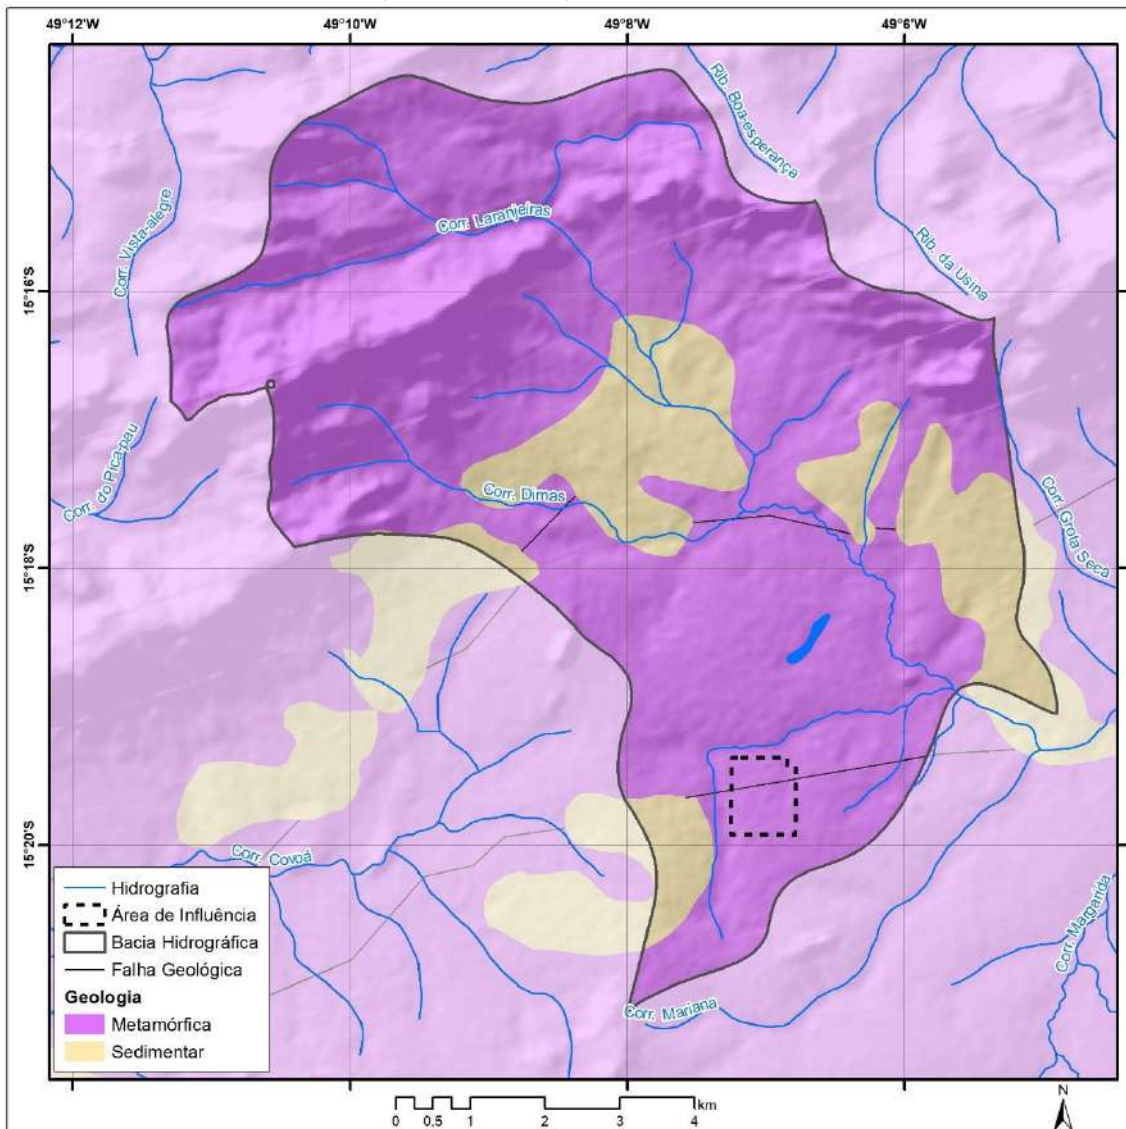 49°12'W
49°10'W
49°8'W
49°6'W
Rib. Boa-esperança
Corr. Vista-alegre
Corr. Laranjeiras
Rib. da Usina
15°16'S
Corr. do Pica-pau
Corr. Dimas
Corr. Grota Seca
15°18'S
15°20'S
Corr. Covoá
Corr. Margarida
Corr. Mariana
Hidrografia
Área de Influência
Bacia Hidrográfica
Falha Geológica
Geologia
Metamórfica
Sedimentar
km
0 0.5 1 2 3 4
N